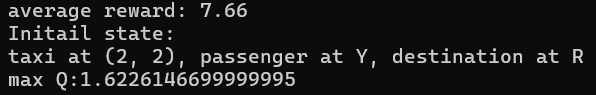 average reward: 7.66
Initail state:
taxi at (2, 2), passenger at Y, destination at R
max Q:1.6226146699999995